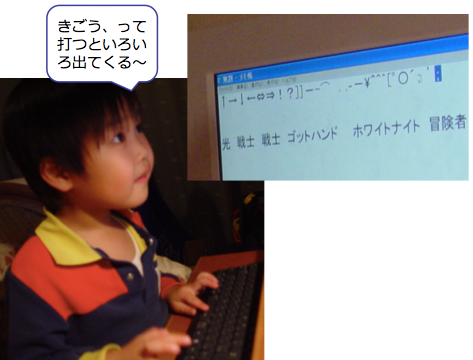 きごう、って
打つといろい
ろ出てくる〜
無題 - メモ帳
↑→↓←⇔⇒！？]]
光 戦士 戦士 ゴットハンド ホワイトナイト 冒険者